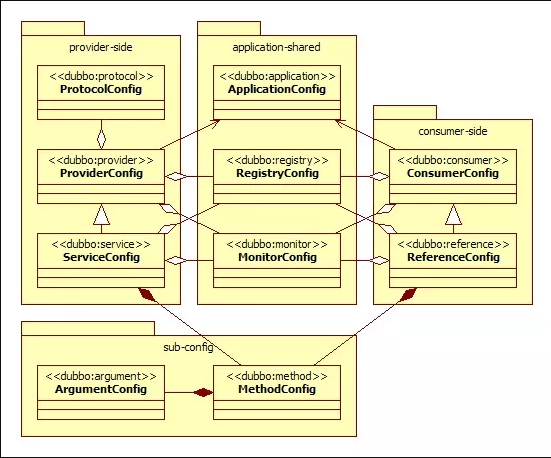 provider-side
application-shared
<<dubbo:protocol>>
ProtocolConfig
<<dubbo:application>>
ApplicationConfig
consumer-side
<<dubbo:provider>>
ProviderConfig
<<dubbo:registry>>
RegistryConfig
<<dubbo:consumer>>
ConsumerConfig
<<dubbo:service>>
ServiceConfig
<<dubbo:monitor>>
MonitorConfig
<<dubbo:reference>>
ReferenceConfig
sub-config
<<dubbo:argument>>
ArgumentConfig
<<dubbo:method>>
MethodConfig